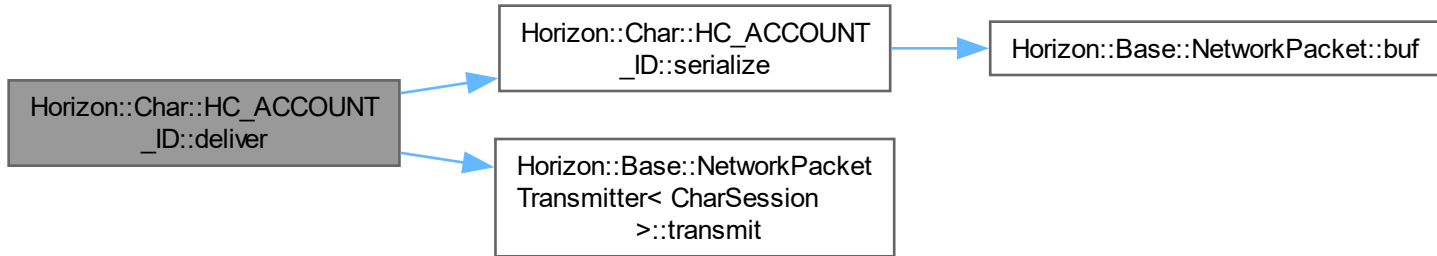 Horizon::Char::HC_ACCOUNT
_ID::deliver
Horizon::Char::HC_ACCOUNT
_ID::serialize
Horizon::Base::NetworkPacket::buf
Horizon::Base::NetworkPacket
Transmitter< CharSession
>::transmit